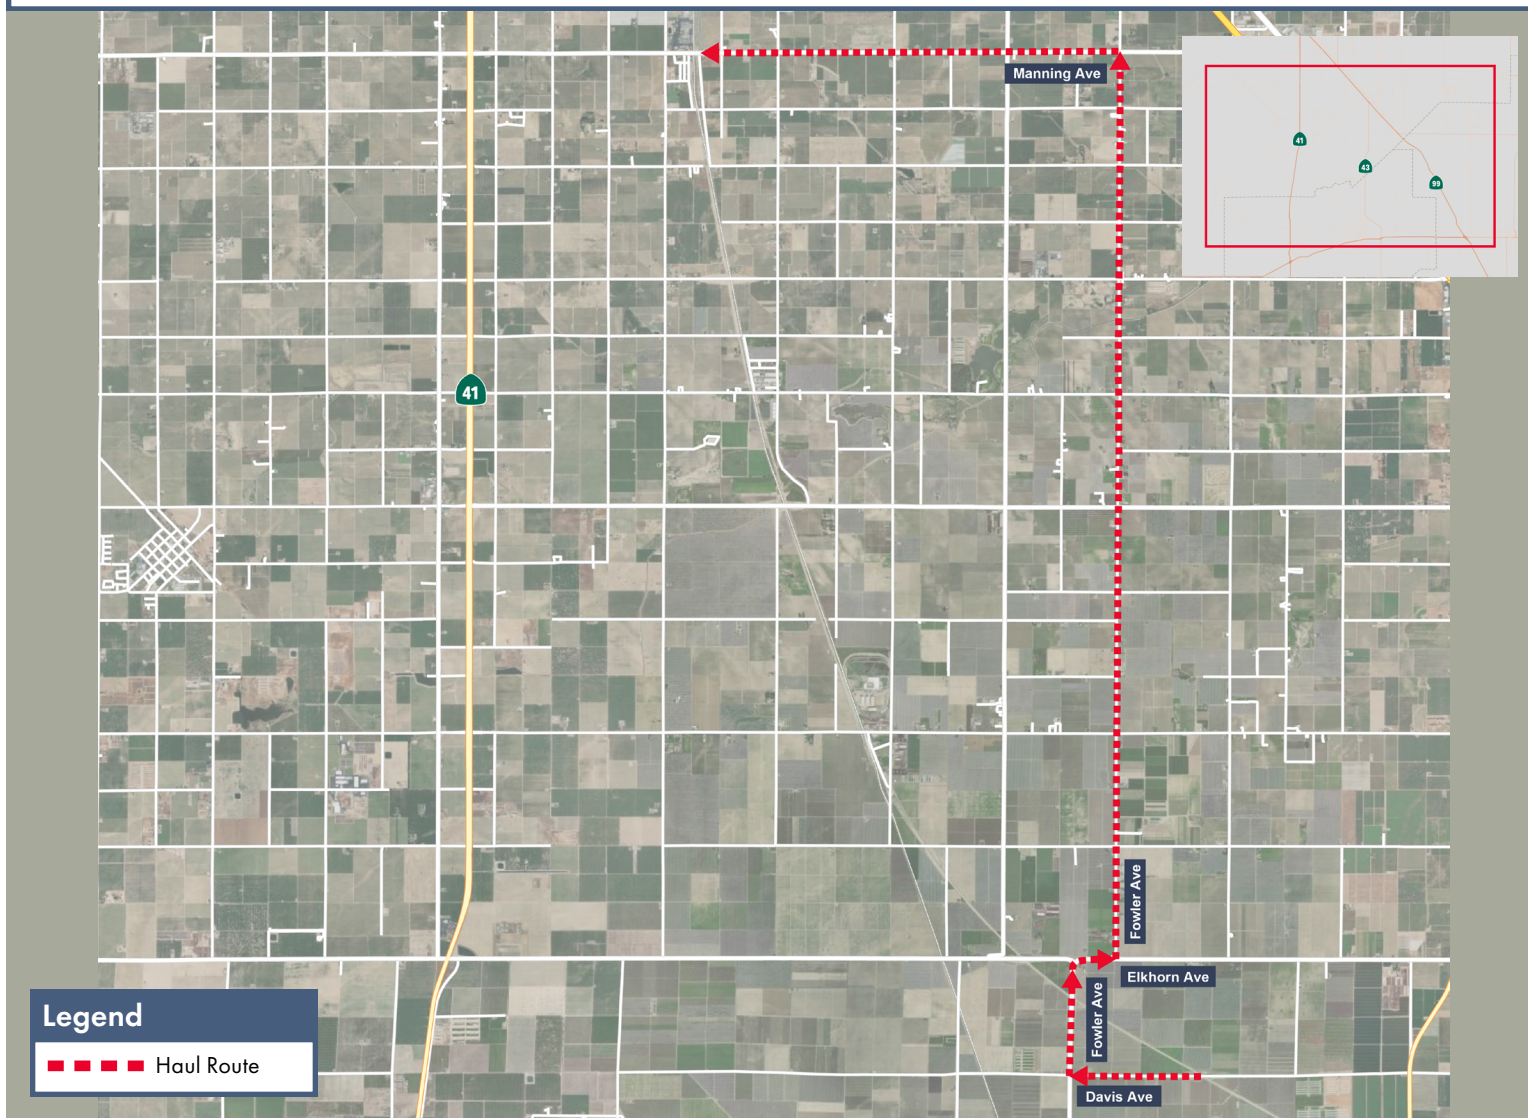 Manning Ave
41
43
99
41
Fowler Ave
Elkhorn Ave
Fowler Ave
Davis Ave
Legend
Haul Route